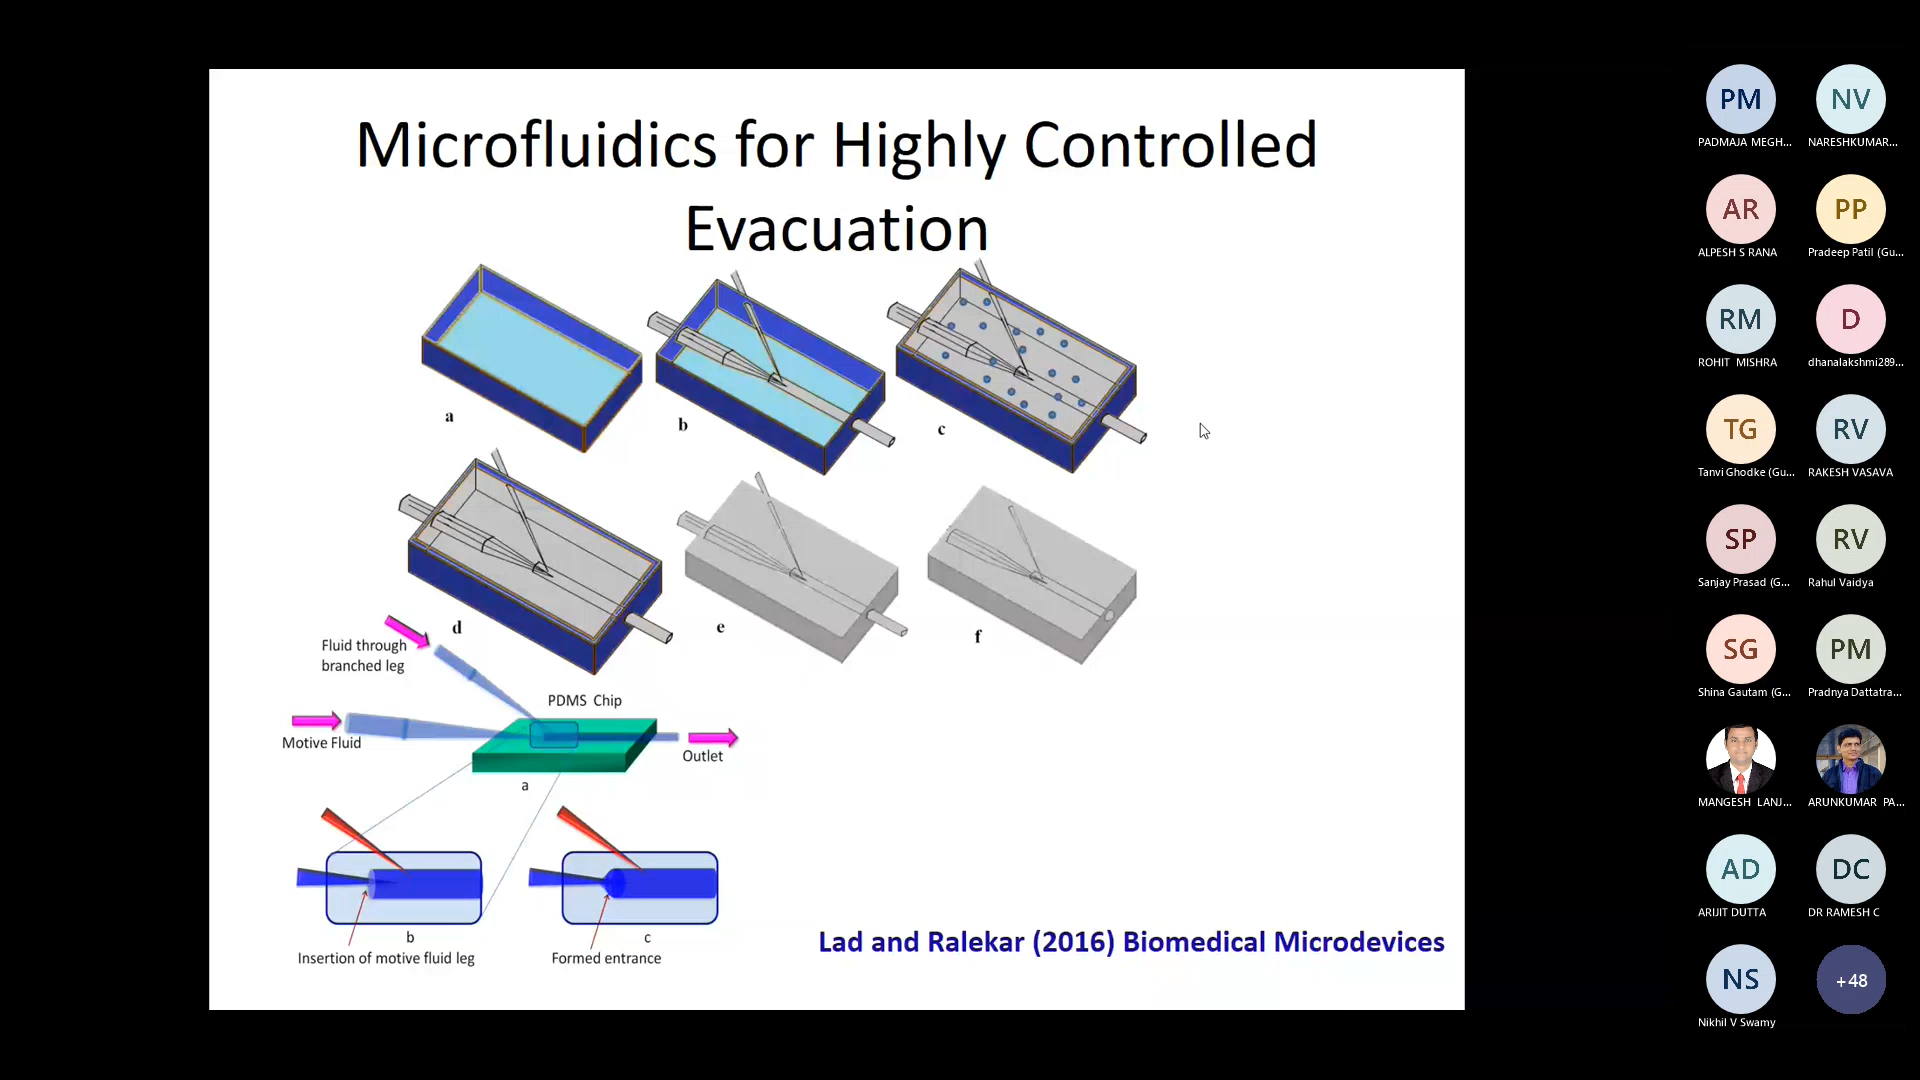 Microfluidics for Highly Controlled
Evacuation
a
b
c
d
e
f
Fluid through
branched leg
PDMS Chip
Motive Fluid
Outlet
a
b
c
Insertion of motive fluid leg
Formed entrance
Lad and Ralekar (2016) Biomedical Microdevices
PM
NV
PADMAJA MEGH...
NARESHKUMAR...
AR
PP
ALPESH S RANA
Pradeep Patil (Gu...
RM
D
ROHIT MISHRA
dhanalakshmi289...
TG
RV
Tanvi Ghodke (Gu...
RAKESH VASAVA
SP
RV
Sanjay Prasad (G...
Rahul Vaidya
SG
PM
Shina Gautam (G...
Pradnya Dattatra...
MANGESH LANJ...
ARUNKUMAR PA...
AD
DC
ARIJIT DUTTA
DR RAMESH C
NS
+48
Nikhil V Swamy